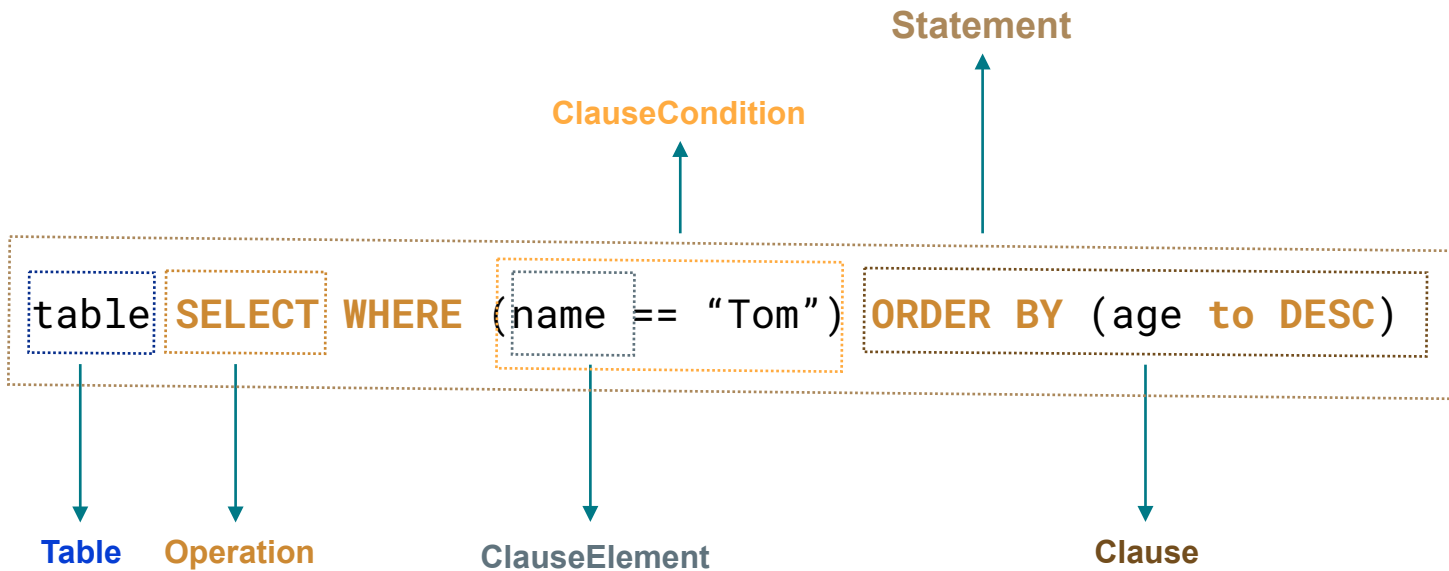 Statement
ClauseCondition
table SELECT WHERE (name == “Tom”) ORDER BY (age to DESC)
Table Operation ClauseElement Clause